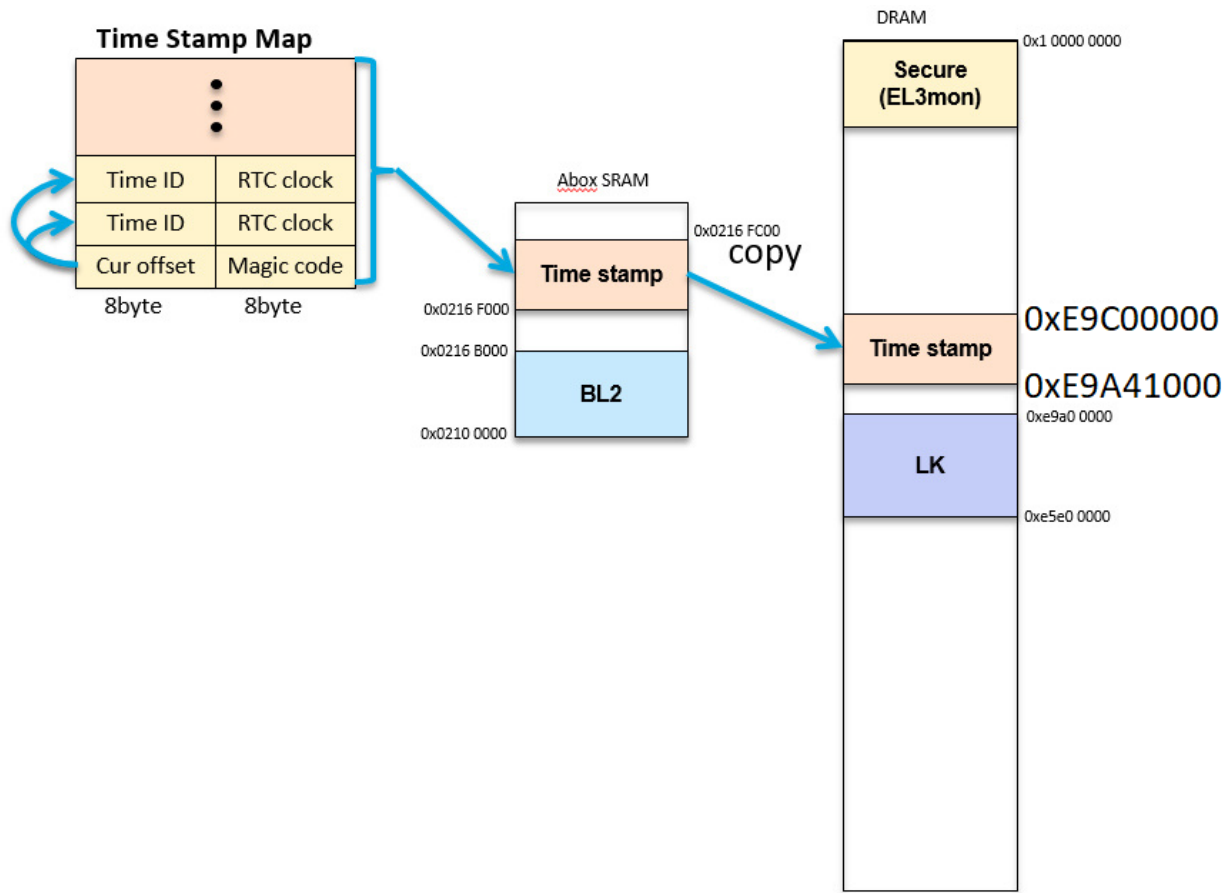 Time Stamp Map
Time ID RTC clock
Time ID RTC clock
Cur offset Magic code
8byte 8byte
Abox SRAM
0x0216 FC00
copy
Time stamp
0x0216 F000
0x0216 B000
BL2
0x0210 0000
DRAM
0x1 0000 0000
Secure
(EL3mon)
0xE9C00000
Time stamp
0xE9A41000
0xe9a0 0000
LK
0xe5e0 0000